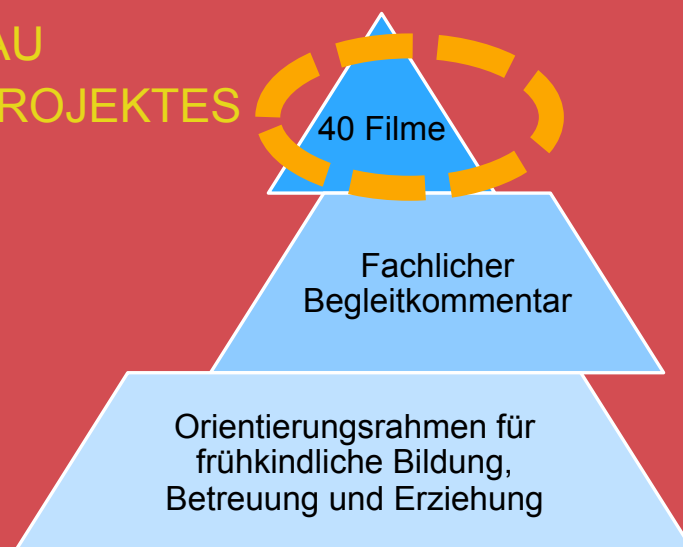 AU
ROJEKTES
40 Filme
Fachlicher
Begleitkommentar
Orientierungsrahmen für
frühkindliche Bildung,
Betreuung und Erziehung